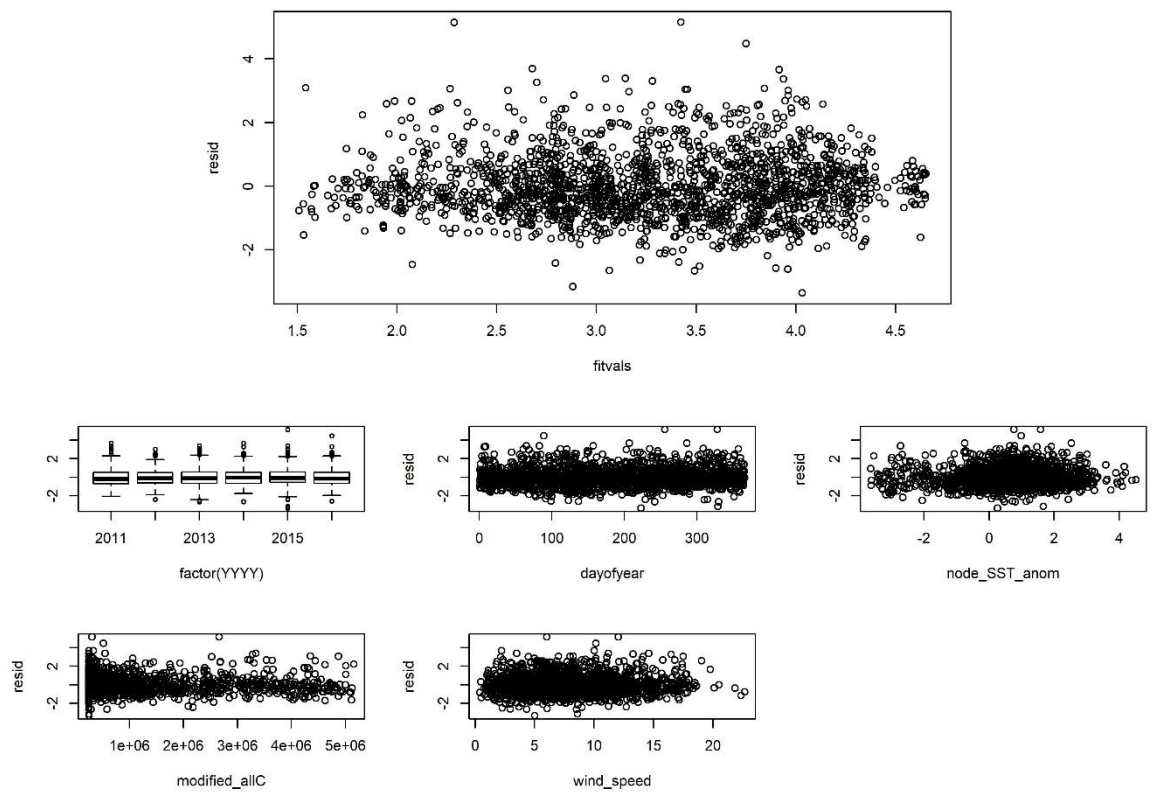 resid
4
2
0
-2
1.5 2.0 2.5 3.0 3.5 4.0 4.5
fitvals
resid
2
-2
2011 2013 2015
factor(YYYY)
resid
2
-2
0 100 200 300
dayofyear
resid
2
-2
-2 0 2 4
node_SST_anom
resid
2
-2
1e+06 2e+06 3e+06 4e+06 5e+06
modified_allC
resid
2
-2
0 5 10 15 20
wind_speed